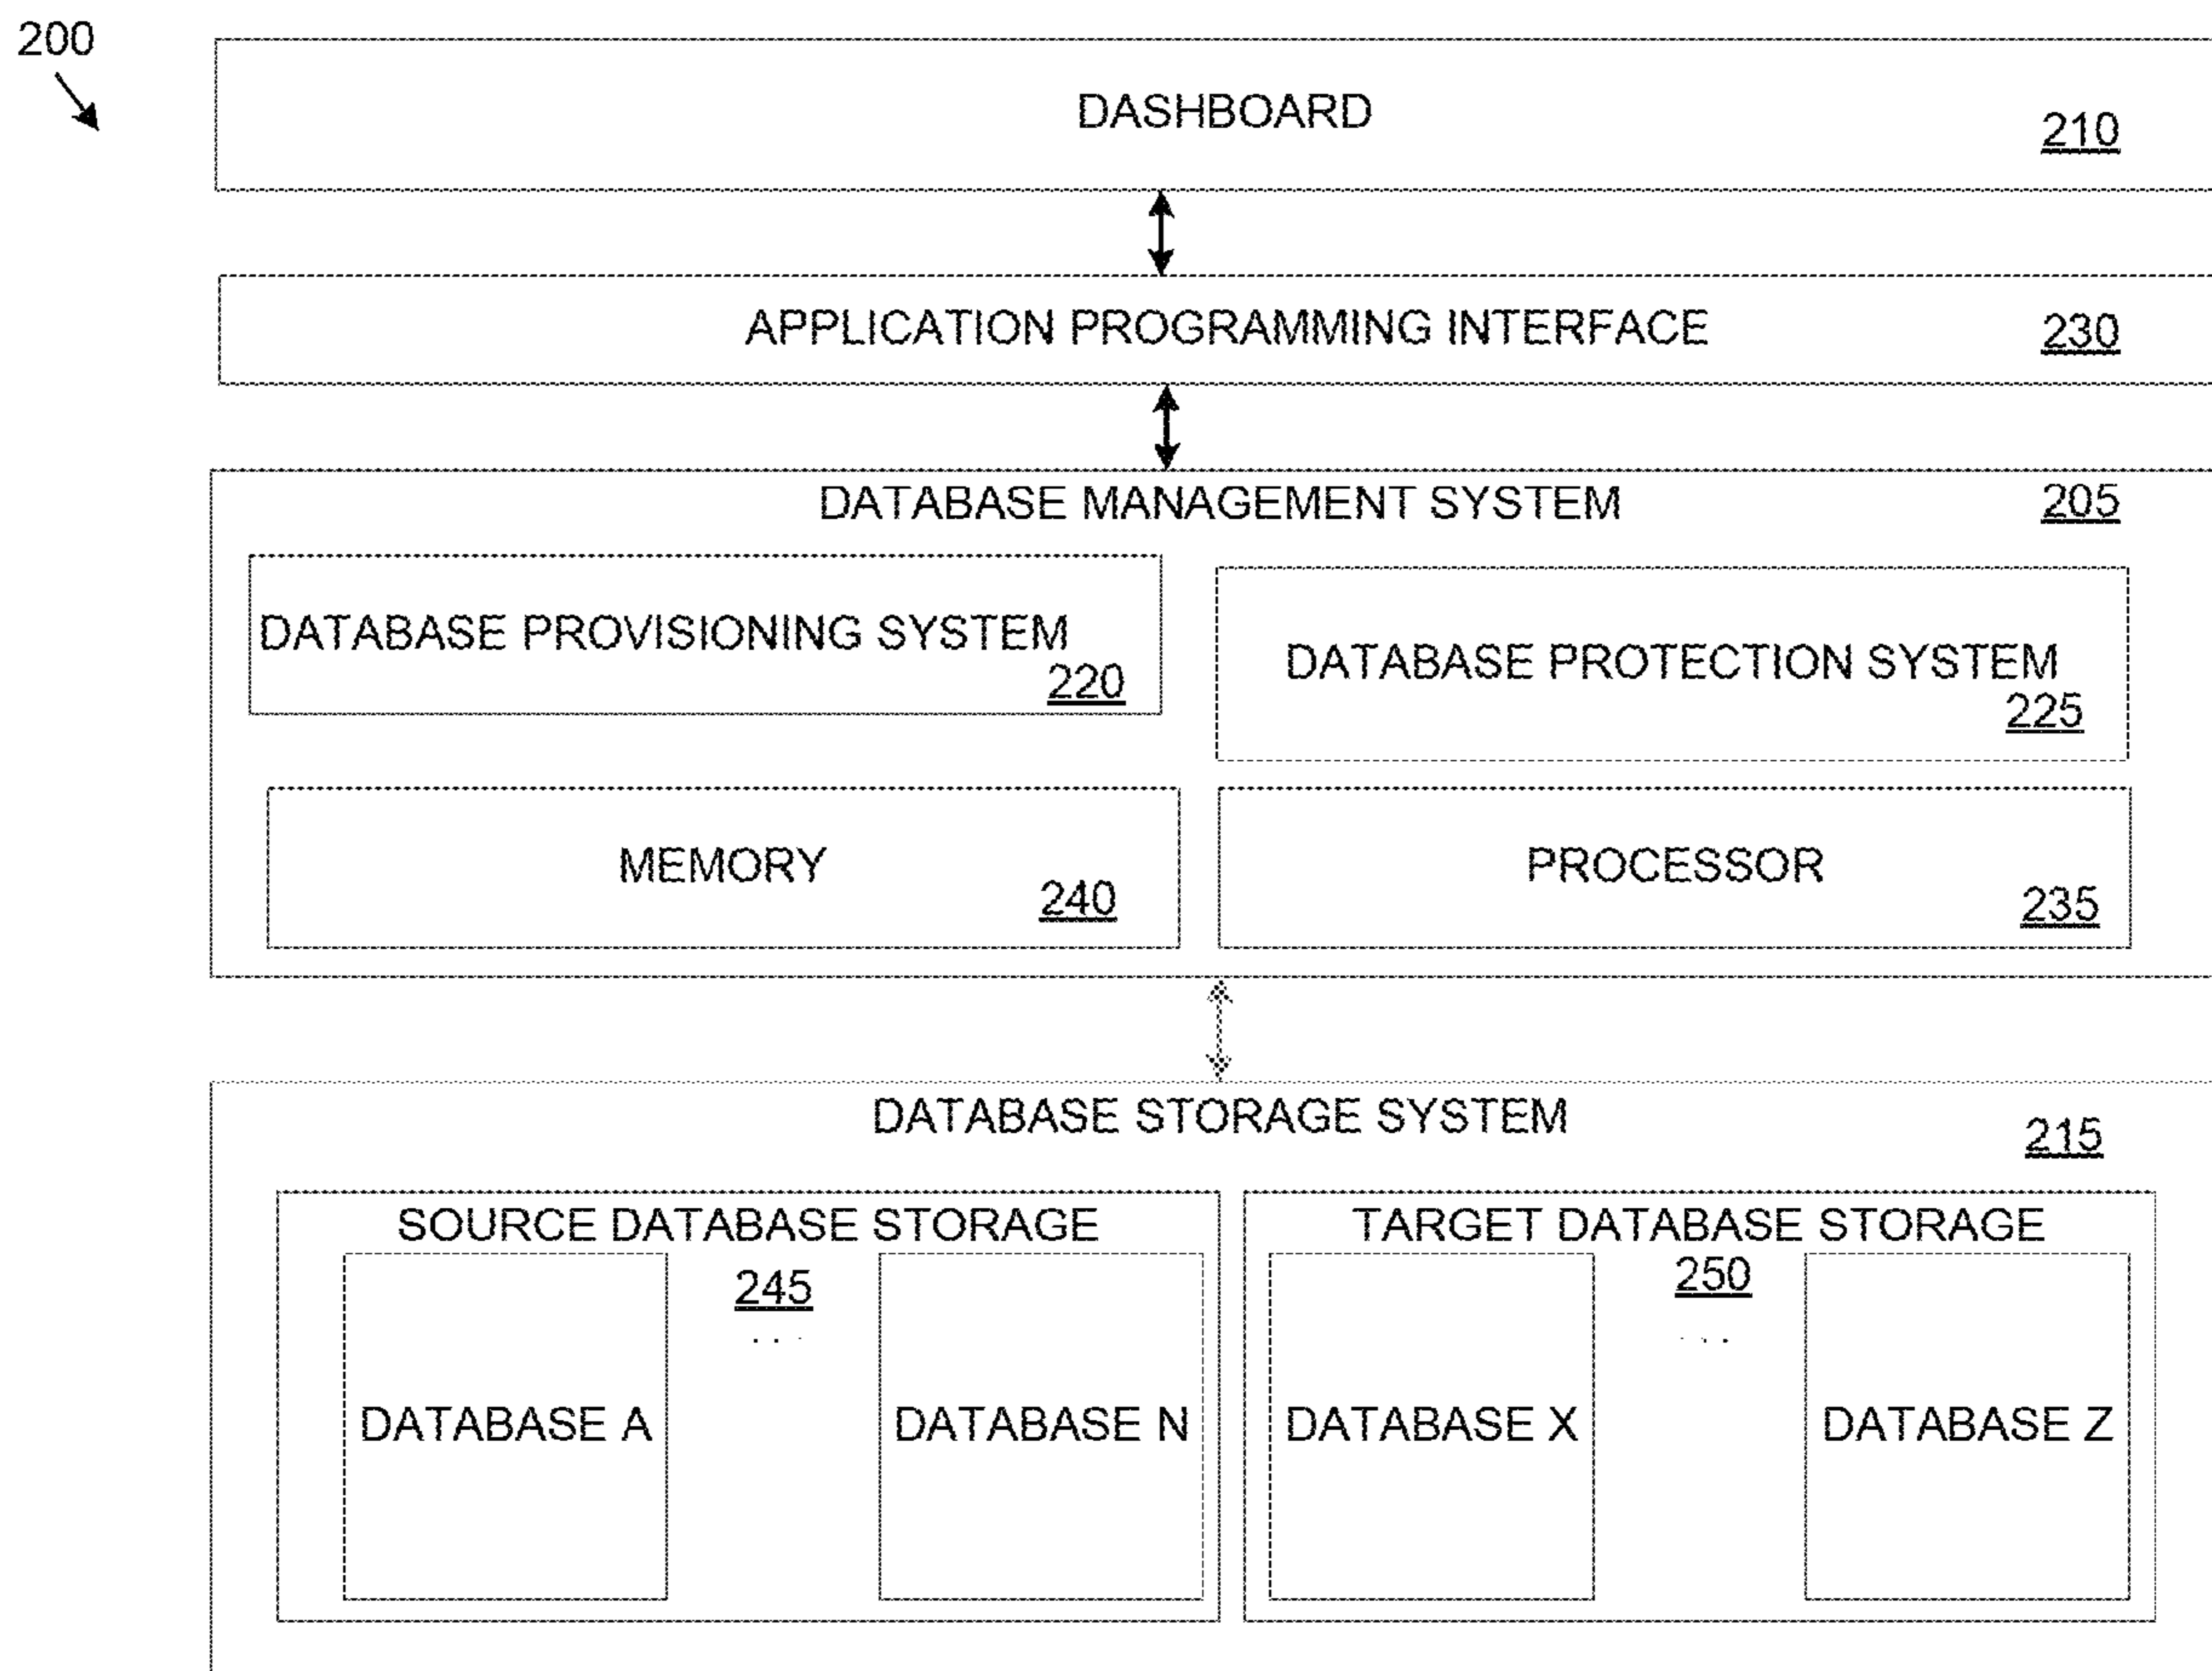 200
DASHBOARD
210
APPLICATION PROGRAMMING INTERFACE
230
DATABASE MANAGEMENT SYSTEM
205
DATABASE PROVISIONING SYSTEM
220
DATABASE PROTECTION SYSTEM
225
MEMORY
240
PROCESSOR
235
DATABASE STORAGE SYSTEM
215
SOURCE DATABASE STORAGE
245
. . .
DATABASE A
DATABASE N
TARGET DATABASE STORAGE
250
. . .
DATABASE X
DATABASE Z